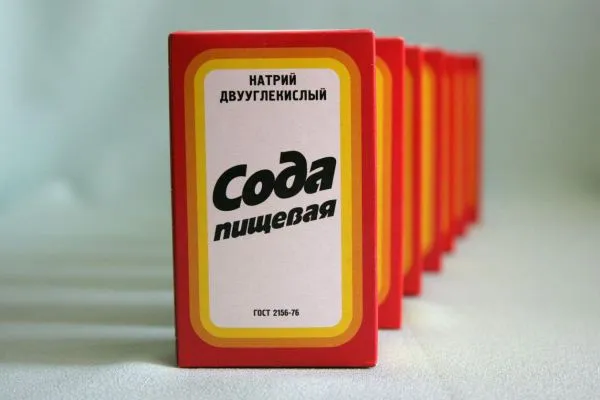 НАТРИЙ
ДВУУГЛЕКИСЛЫЙ
Сода
пищевая
ГОСТ 2156-76